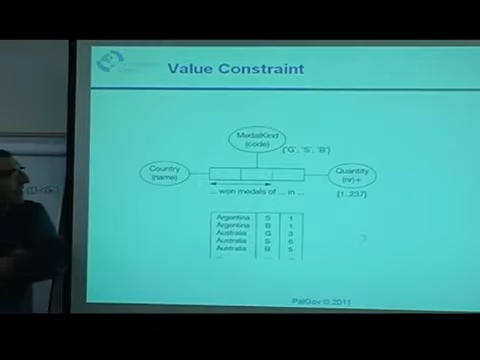 Value Constraint
MedalKind
(code)
{'G', 'S', 'B'}
Country
(name)
Quantity
(nr)+
... won medals of ... in ...
{1..237}
Argentina S 1
Argentina B 1
Australia G 3
Australia S 6
Australia B 5
PalGov © 2011